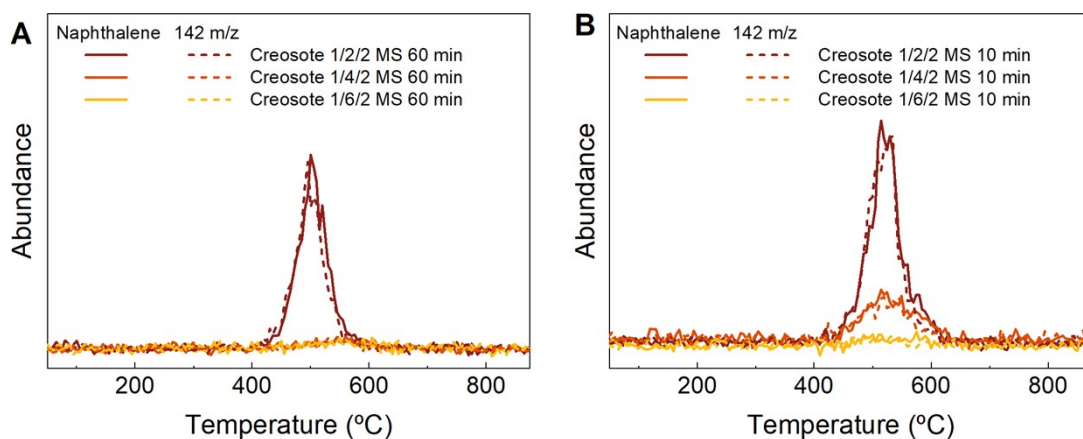 A
Naphthalene 142 m/z
Creosote 1/2/2 MS 60 min
Creosote 1/4/2 MS 60 min
Creosote 1/6/2 MS 60 min
Abundance
200 400 600 800
Temperature (ºC)
B
Naphthalene 142 m/z
Creosote 1/2/2 MS 10 min
Creosote 1/4/2 MS 10 min
Creosote 1/6/2 MS 10 min
Abundance
200 400 600 800
Temperature (ºC)